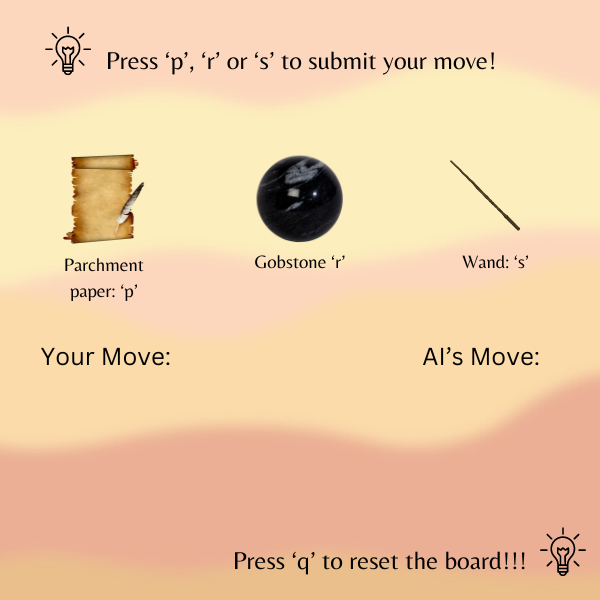 Press ‘p’, ‘r’ or ‘s’ to submit your move!
Parchment
paper: ‘p’
Gobstone ‘r’
Wand: ‘s’
Your Move:
AI’s Move:
Press ‘q’ to reset the board!!!